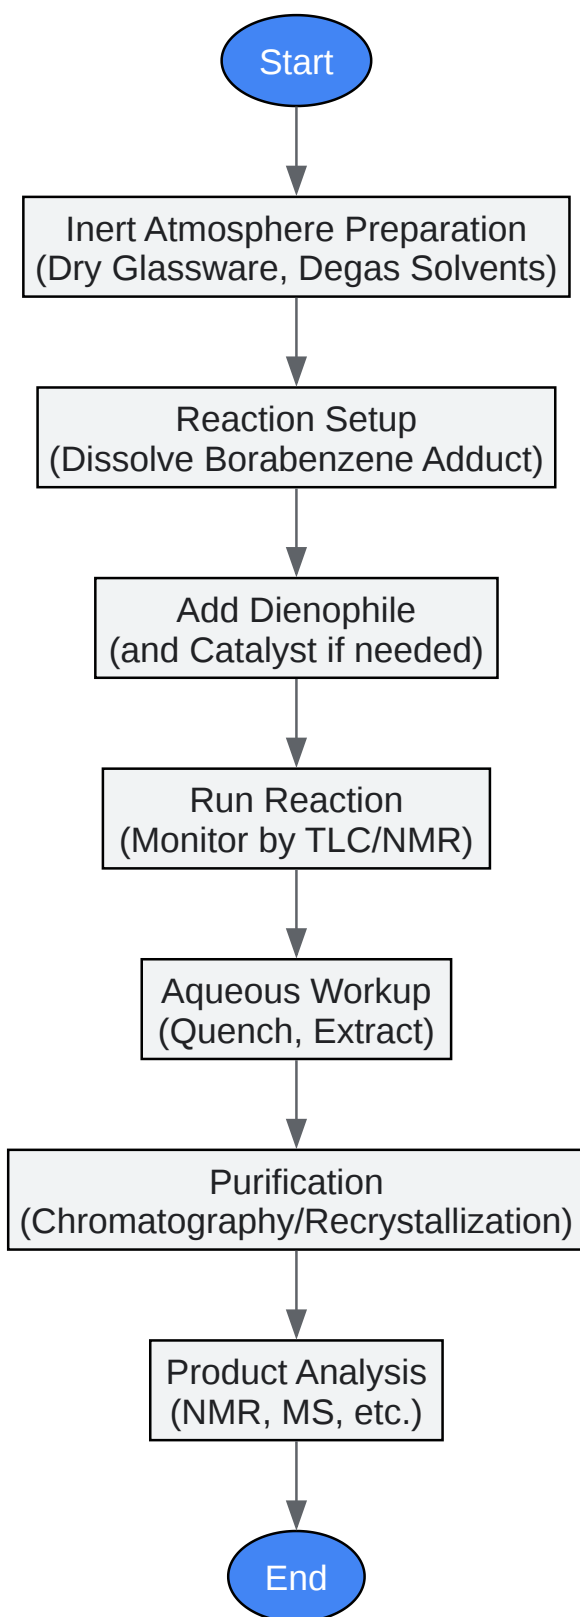 Start
Inert Atmosphere Preparation
(Dry Glassware, Degas Solvents)
Reaction Setup
(Dissolve Borabenzene Adduct)
Add Dienophile
(and Catalyst if needed)
Run Reaction
(Monitor by TLC/NMR)
Aqueous Workup
(Quench, Extract)
Purification
(Chromatography/Recrystallization)
Product Analysis
(NMR, MS, etc.)
End